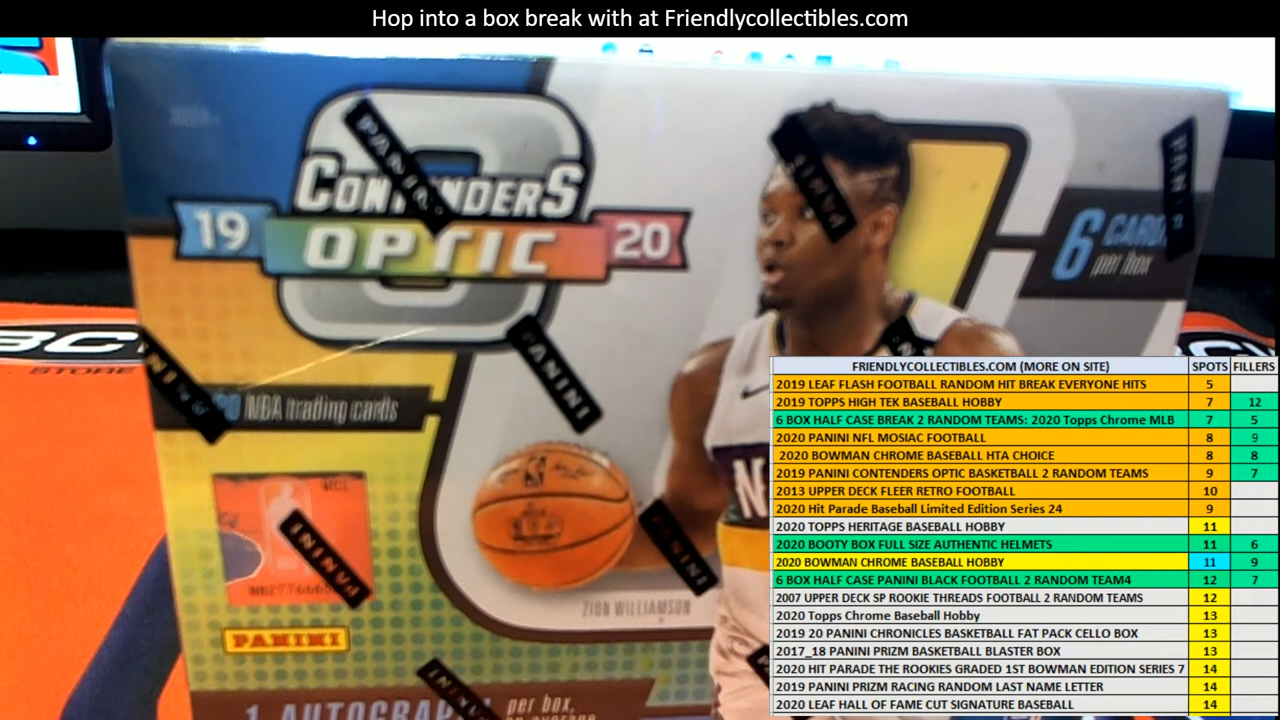 Hop into a box break with at Friendlycollectibles.com
CONTENDERS
19 OPTIC 20
6 CARDS
per box
NBA trading cards
PANINI
PANINI
PANINI
PANINI
PANINI
ZION WILLIAMSON
PANINI
1 AUTOGRAPH per box,
on average
FRIENDLYCOLLECTIBLES.COM (MORE ON SITE) SPOTS FILLERS
2019 LEAF FLASH FOOTBALL RANDOM HIT BREAK EVERYONE HITS 5
2019 TOPPS HIGH TEK BASEBALL HOBBY 7 12
6 BOX HALF CASE BREAK 2 RANDOM TEAMS: 2020 Topps Chrome MLB 7 5
2020 PANINI NFL MOSIAC FOOTBALL 8 9
2020 BOWMAN CHROME BASEBALL HTA CHOICE 8 8
2019 PANINI CONTENDERS OPTIC BASKETBALL 2 RANDOM TEAMS 9 7
2013 UPPER DECK FLEER RETRO FOOTBALL 10
2020 Hit Parade Baseball Limited Edition Series 24 9
2020 TOPPS HERITAGE BASEBALL HOBBY 11
2020 BOOTY BOX FULL SIZE AUTHENTIC HELMETS 11 6
2020 BOWMAN CHROME BASEBALL HOBBY 11 9
6 BOX HALF CASE PANINI BLACK FOOTBALL 2 RANDOM TEAM4 12 7
2007 UPPER DECK SP ROOKIE THREADS FOOTBALL 2 RANDOM TEAMS 12
2020 Topps Chrome Baseball Hobby 13
2019 20 PANINI CHRONICLES BASKETBALL FAT PACK CELLO BOX 13
2017_18 PANINI PRIZM BASKETBALL BLASTER BOX 13
2020 HIT PARADE THE ROOKIES GRADED 1ST BOWMAN EDITION SERIES 7 14
2019 PANINI PRIZM RACING RANDOM LAST NAME LETTER 14
2020 LEAF HALL OF FAME CUT SIGNATURE BASEBALL 14